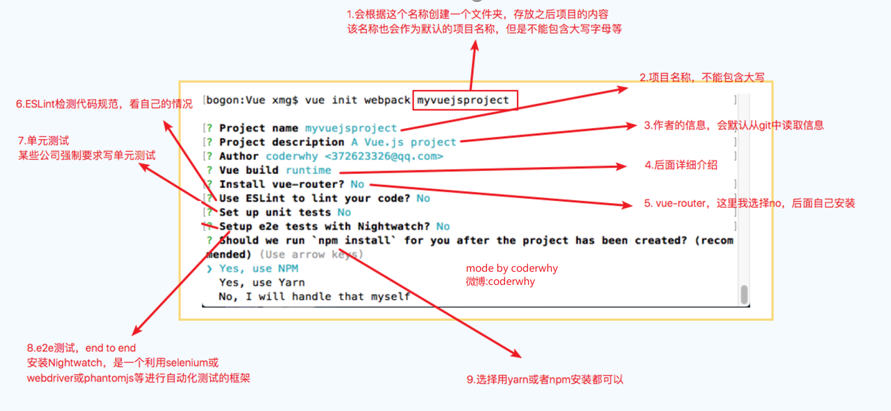 1.会根据这个名称创建一个文件夹，存放之后项目的内容
该名称也会作为默认的项目名称，但是不能包含大写字母等
2.项目名称，不能包含大写
6.ESLint检测代码规范，看自己的情况
[bogon:Vue xmg$ vue init webpack myvuejsproject ]
3.作者的信息，会默认从git中读取信息
7.单元测试
某些公司强制要求写单元测试
[? Project name myvuejsproject ]
[? Project description A Vue.js project ]
[? Author coderwhy <372623326@qq.com> ]
? Vue build runtime
[? Install vue-router? No ]
[? Use ESLint to lint your code? No ]
[? Set up unit tests No ]
[? Setup e2e tests with Nightwatch? No ]
? Should we run `npm install` for you after the project has been created? (recom
mended) (Use arrow keys)
❯ Yes, use NPM
Yes, use Yarn
No, I will handle that myself
4.后面详细介绍
5. vue-router，这里我选择no，后面自己安装
mode by coderwhy
微博:coderwhy
8.e2e测试，end to end
安装Nightwatch，是一个利用selenium或
webdriver或phantomjs等进行自动化测试的框架
9.选择用yarn或者npm安装都可以